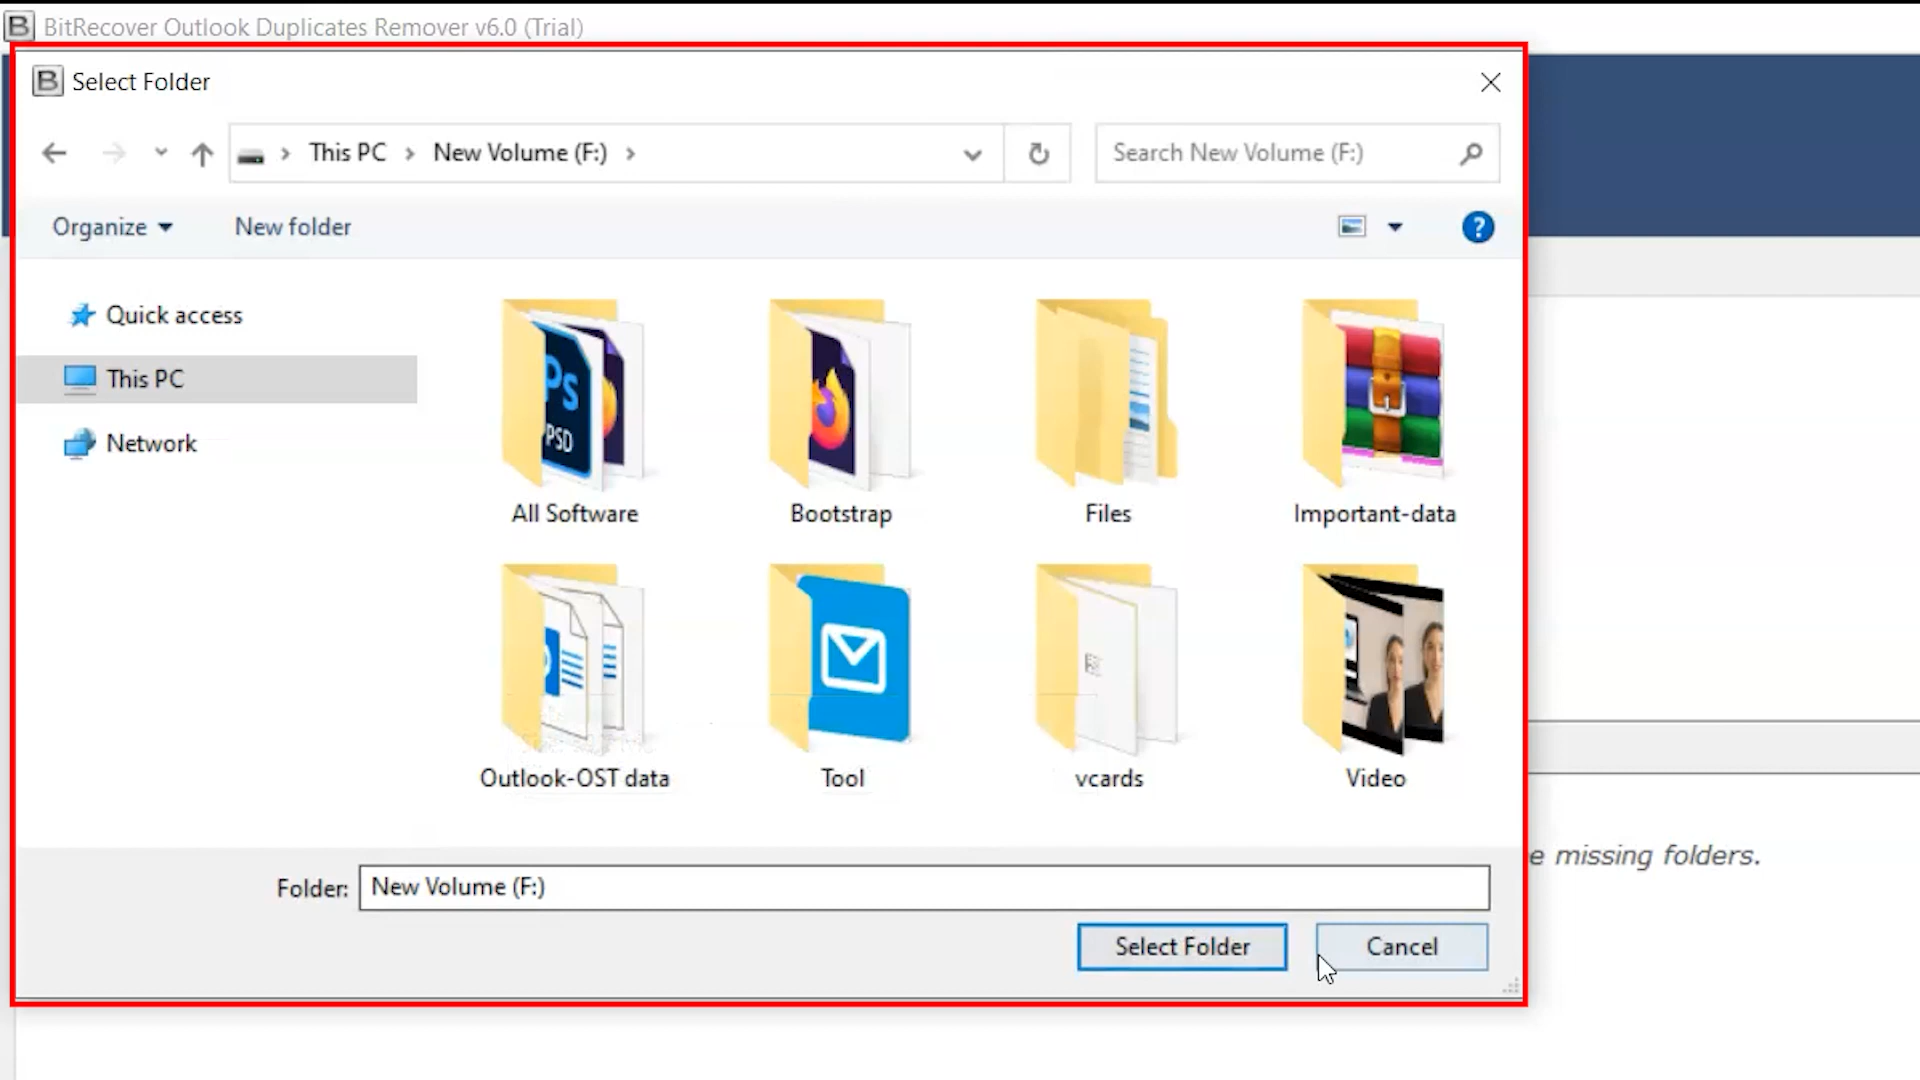 BitRecover Outlook Duplicates Remover v6.0 (Trial)
Select Folder
This PC
New Volume (F:)
Search New Volume (F:)
Organize
New folder
?
Quick access
This PC
Network
Ps
PSD
All Software
Bootstrap
Files
Important-data
Outlook-OST data
Tool
vcards
Video
e missing folders.
Folder:
New Volume (F:)
Select Folder
Cancel